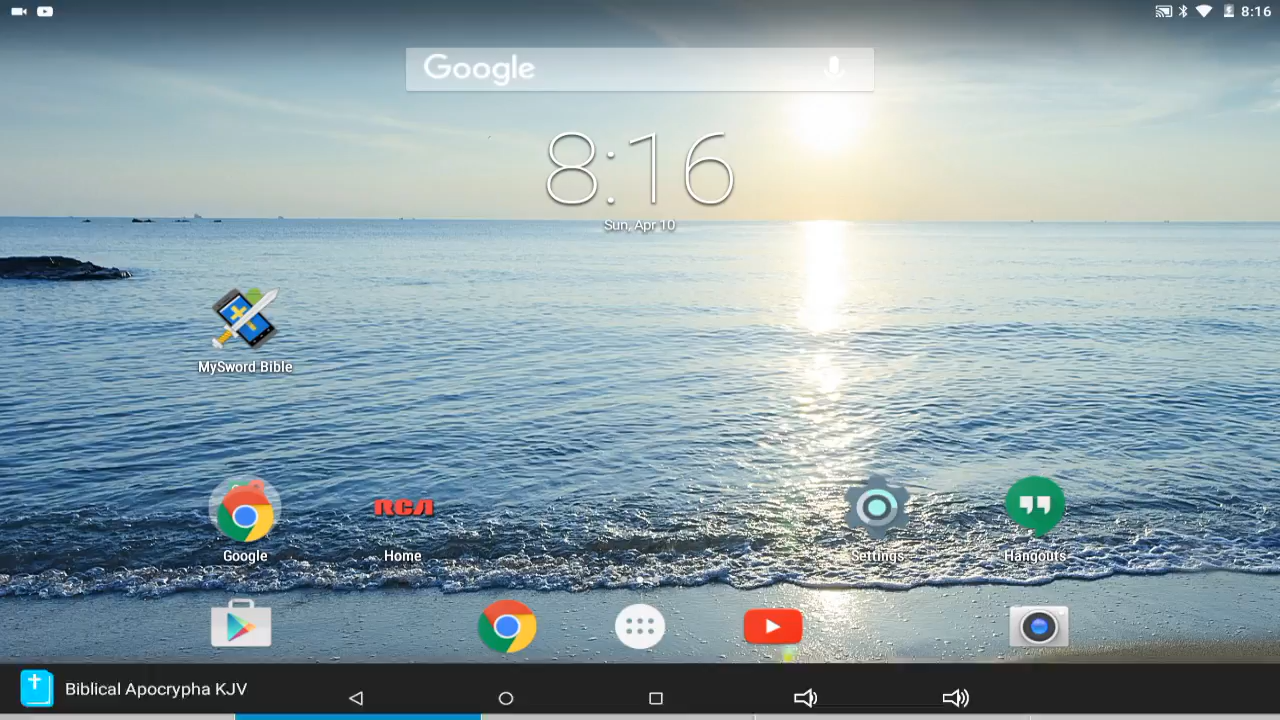 8:16
Google
8:16
Sun, Apr 10
MySword Bible
RCA
Google
Home
Settings
Hangouts
Biblical Apocrypha KJV